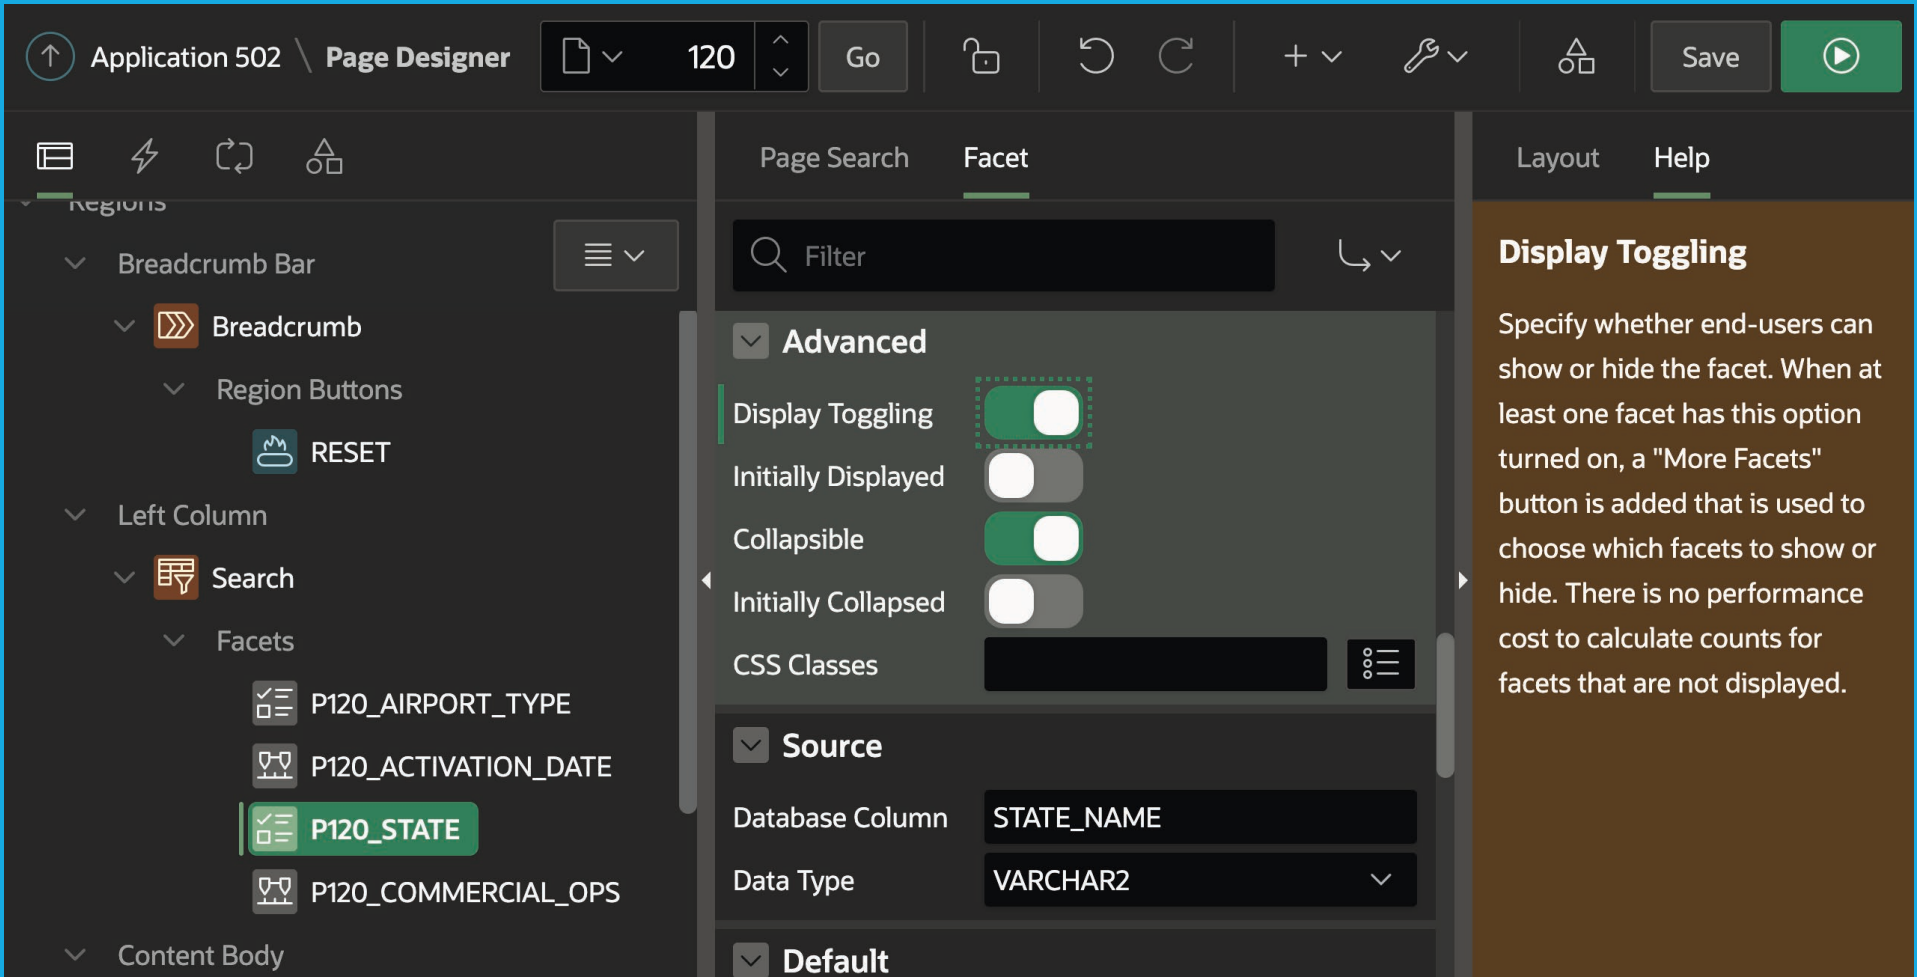 Application 502 \ Page Designer
120
Go
Save
Regions
Breadcrumb Bar
Breadcrumb
Region Buttons
RESET
Left Column
Search
Facets
P120_AIRPORT_TYPE
P120_ACTIVATION_DATE
P120_STATE
P120_COMMERCIAL_OPS
Content Body
Page Search
Facet
Filter
Advanced
Display Toggling
Initially Displayed
Collapsible
Initially Collapsed
CSS Classes
Source
Database Column
STATE_NAME
Data Type
VARCHAR2
Default
Layout
Help
Display Toggling
Specify whether end-users can
show or hide the facet. When at
least one facet has this option
turned on, a "More Facets"
button is added that is used to
choose which facets to show or
hide. There is no performance
cost to calculate counts for
facets that are not displayed.